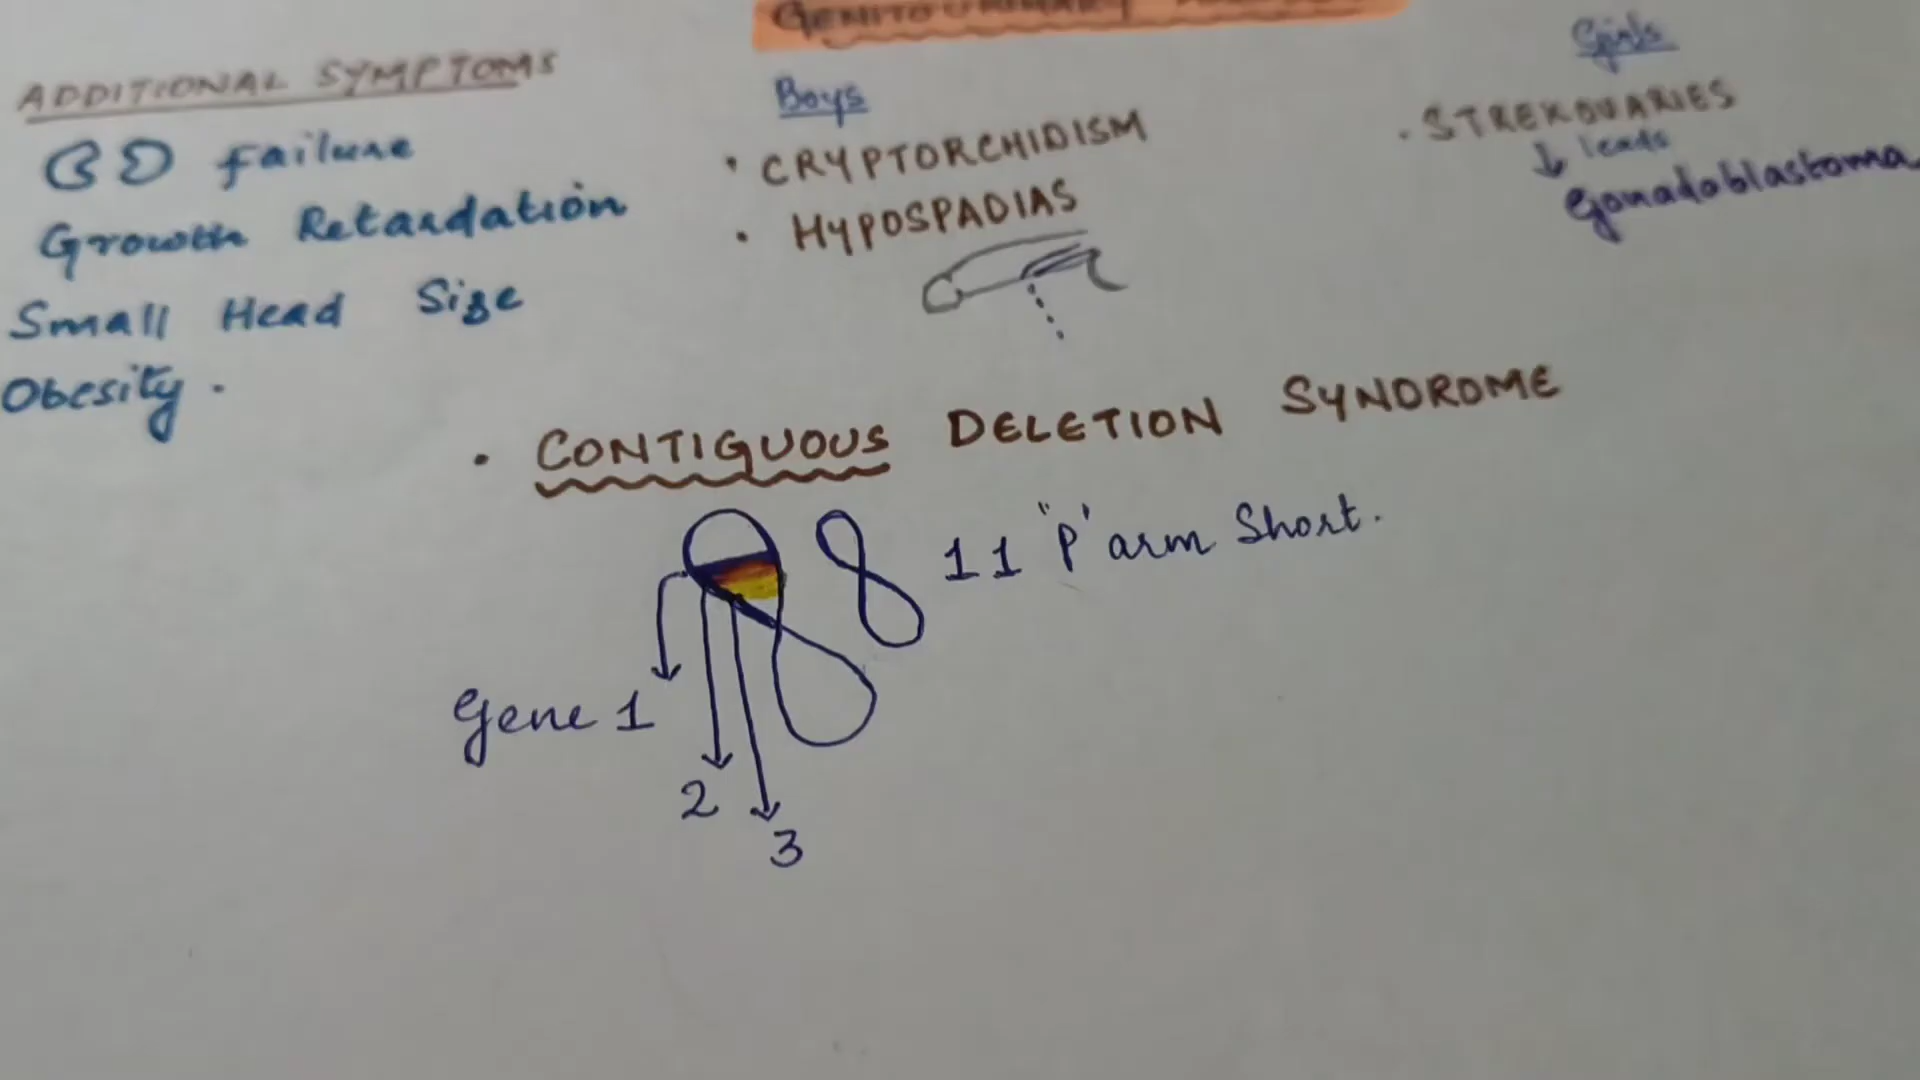 GENITOURINARY
ADDITIONAL SYMPTOMS
failure
Growth Retardation
Small Head Size
Obesity.
Boys
• CRYPTORCHIDISM
• HYPOSPADIAS
Girls
• STREKOVARIES
↓ leads
Gonadoblastoma
• CONTIGUOUS DELETION SYNDROME
11 "P' arm Short.
Gene 1
2
3